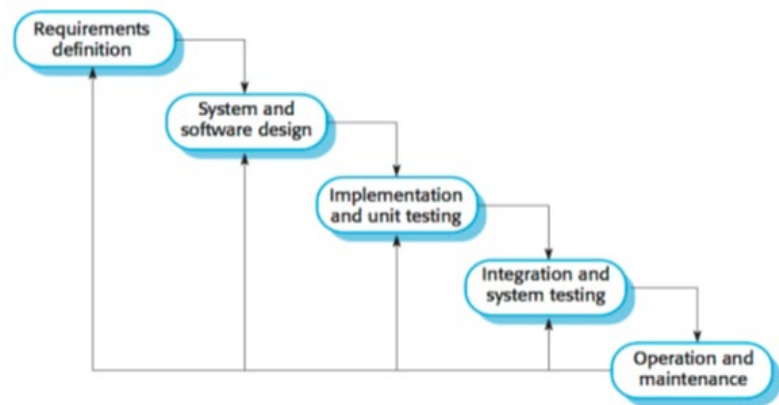 Requirements
definition
System and
software design
Implementation
and unit testing
Integration and
system testing
Operation and
maintenance